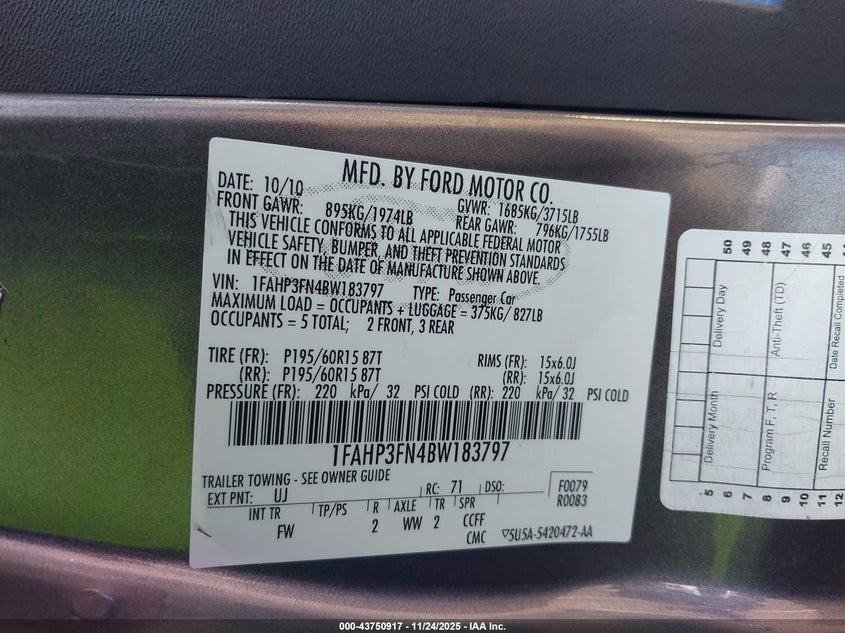 MFD. BY FORD MOTOR CO.
DATE: 10/10
GVWR: 1685KG/3715LB
FRONT GAWR: 895KG/1974LB
REAR GAWR: 796KG/1755LB
THIS VEHICLE CONFORMS TO ALL APPLICABLE FEDERAL MOTOR
VEHICLE SAFETY, BUMPER, AND THEFT PREVENTION STANDARDS
IN EFFECT ON THE DATE OF MANUFACTURE SHOWN ABOVE.
VIN: 1FAHP3FN4BW183797 TYPE: Passenger Car
MAXIMUM LOAD = OCCUPANTS + LUGGAGE = 375KG/ 827LB
OCCUPANTS = 5 TOTAL; 2 FRONT, 3 REAR
TIRE (FR): P195/60R15 87T RIMS (FR): 15x6.0J
(RR): P195/60R15 87T (RR): 15x6.0J
PRESSURE (FR): 220 kPa/ 32 PSI COLD (RR): 220 kPa/ 32 PSI COLD
1FAHP3FN4BW183797
TRAILER TOWING - SEE OWNER GUIDE
EXT PNT: UJ RC: 71 DSO: F0079
R0083
INT TR TP/PS R AXLE TR SPR
FW 2 WW 2 CCFF
CMC ▽5U5A-5420472-AA
50 49 48 47 46 45
Delivery Day
Anti-Theft (TD)
Date Recall Completed
Delivery Month
Program F, T, R
Recall Number
5 6 7 8 9 10 11 12
000-43750917 - 11/24/2025 - IAA Inc.